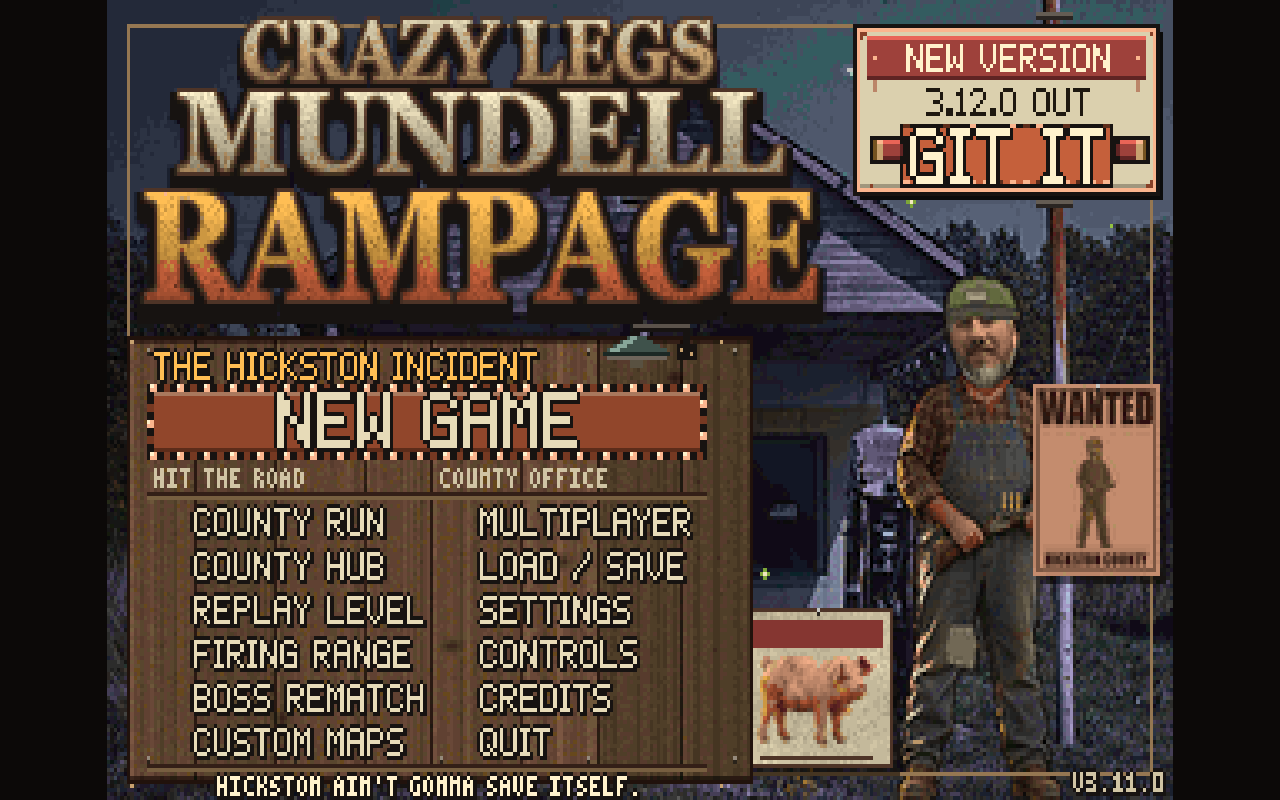 CRAZY LEGS
MUNDELL
RAMPAGE
NEW VERSION
3.12.0 OUT
GIT IT
THE HICKSTON INCIDENT
NEW GAME
HIT THE ROAD
COUNTY OFFICE
COUNTY RUN
MULTIPLAYER
COUNTY HUB
LOAD / SAVE
REPLAY LEVEL
SETTINGS
FIRING RANGE
CONTROLS
BOSS REMATCH
CREDITS
CUSTOM MAPS
QUIT
HICKSTON AIN'T GONNA SAVE ITSELF.
WANTED
HICKSTON COUNTY
V3.11.0